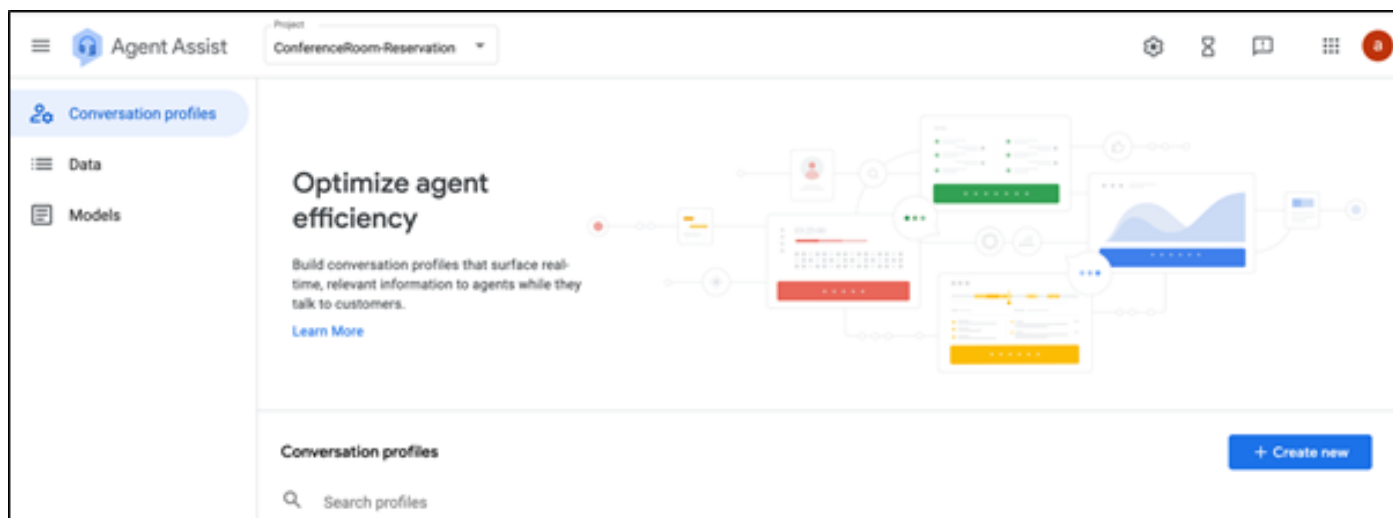 Agent Assist
Project
ConferenceRoom-Reservation
a
Conversation profiles
Data
Models
Optimize agent
efficiency
Build conversation profiles that surface real-
time, relevant information to agents while they
talk to customers.
Learn More
Conversation profiles
+ Create new
Search profiles